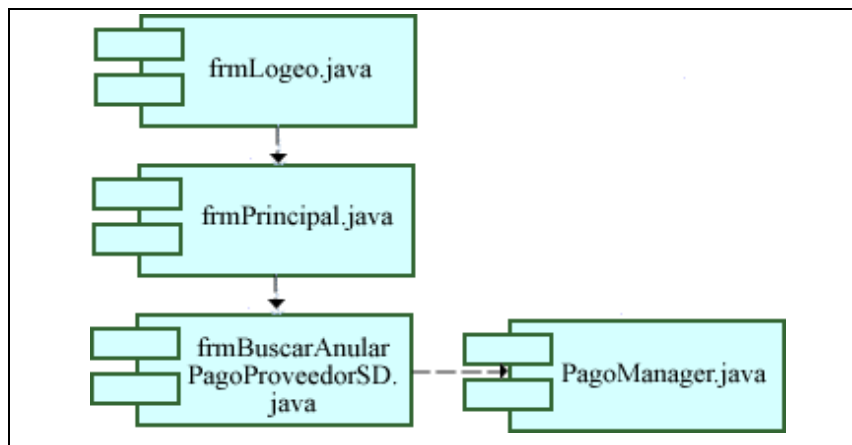 frmLogeo.java
frmPrincipal.java
frmBuscarAnular
PagoProveedorSD.
java
PagoManager.java